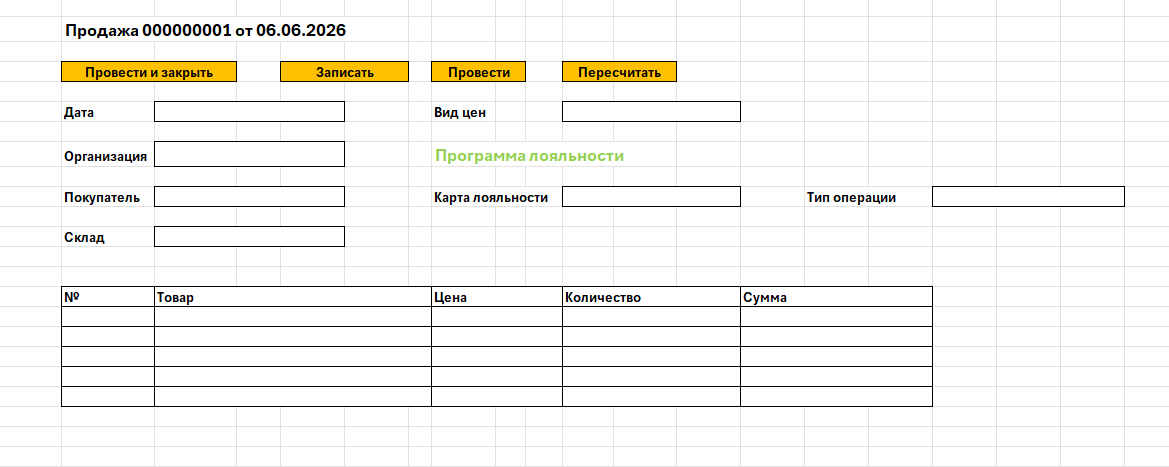 Продажа 000000001 от 06.06.2026
Провести и закрыть Записать Провести Пересчитать
Дата Вид цен
Организация Программа лояльности
Покупатель Карта лояльности Тип операции
Склад
№ Товар Цена Количество Сумма